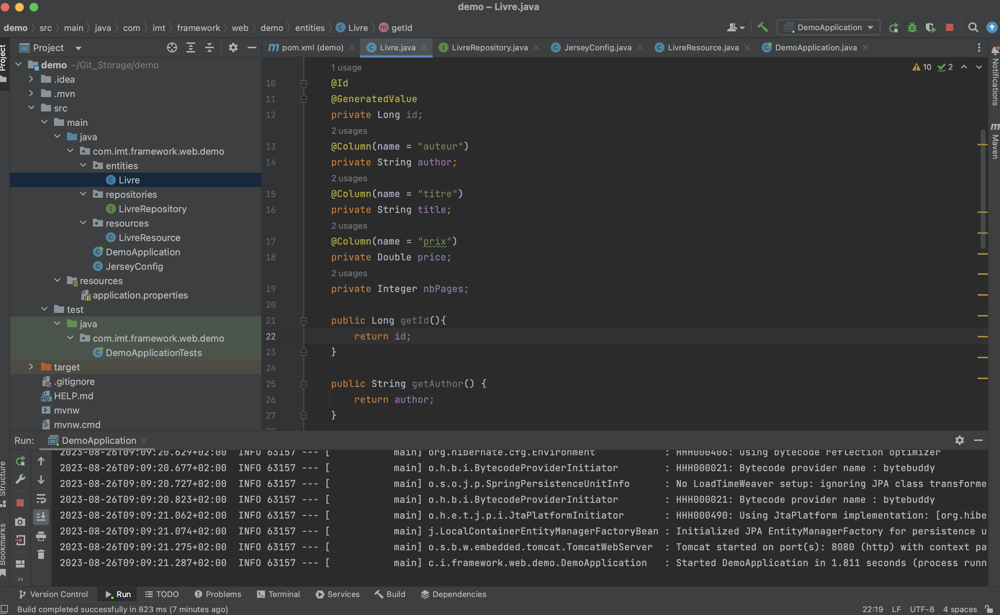 demo – Livre.java
demo src main java com imt framework web demo entities Livre getId
DemoApplication
Project
pom.xml (demo) Livre.java LivreRepository.java JerseyConfig.java LivreResource.java DemoApplication.java
Project
demo ~/Git_Storage/demo
.idea
.mvn
src
main
java
com.imt.framework.web.demo
entities
Livre
repositories
LivreRepository
resources
LivreResource
DemoApplication
JerseyConfig
resources
application.properties
test
java
com.imt.framework.web.demo
DemoApplicationTests
target
.gitignore
HELP.md
mvnw
mvnw.cmd
10 2
1 usage
10 @Id
11 @GeneratedValue
12 private Long id;
2 usages
13 @Column(name = "auteur")
14 private String author;
2 usages
15 @Column(name = "titre")
16 private String title;
2 usages
17 @Column(name = "prix")
18 private Double price;
2 usages
19 private Integer nbPages;
20
21 public Long getId(){
22 return id;
23 }
24
25 public String getAuthor() {
26 return author;
27 }
Notifications
Maven
Run: DemoApplication
2023-08-26T09:09:20.629+02:00 INFO 63157 --- [ main] org.hibernate.cfg.Environment : HHH000406: Using bytecode reflection optimizer
2023-08-26T09:09:20.677+02:00 INFO 63157 --- [ main] o.h.b.i.BytecodeProviderInitiator : HHH000021: Bytecode provider name : bytebuddy
2023-08-26T09:09:20.727+02:00 INFO 63157 --- [ main] o.s.o.j.p.SpringPersistenceUnitInfo : No LoadTimeWeaver setup: ignoring JPA class transforme
2023-08-26T09:09:20.823+02:00 INFO 63157 --- [ main] o.h.b.i.BytecodeProviderInitiator : HHH000021: Bytecode provider name : bytebuddy
2023-08-26T09:09:21.062+02:00 INFO 63157 --- [ main] o.h.e.t.j.p.i.JtaPlatformInitiator : HHH000490: Using JtaPlatform implementation: [org.hibe
2023-08-26T09:09:21.074+02:00 INFO 63157 --- [ main] j.LocalContainerEntityManagerFactoryBean : Initialized JPA EntityManagerFactory for persistence u
2023-08-26T09:09:21.275+02:00 INFO 63157 --- [ main] o.s.b.w.embedded.tomcat.TomcatWebServer : Tomcat started on port(s): 8080 (http) with context pa
2023-08-26T09:09:21.287+02:00 INFO 63157 --- [ main] c.i.framework.web.demo.DemoApplication : Started DemoApplication in 1.811 seconds (process runn
Structure
Bookmarks
Version Control Run TODO Problems Terminal Services Build Dependencies
Build completed successfully in 823 ms (7 minutes ago) 22:19 LF UTF-8 4 spaces